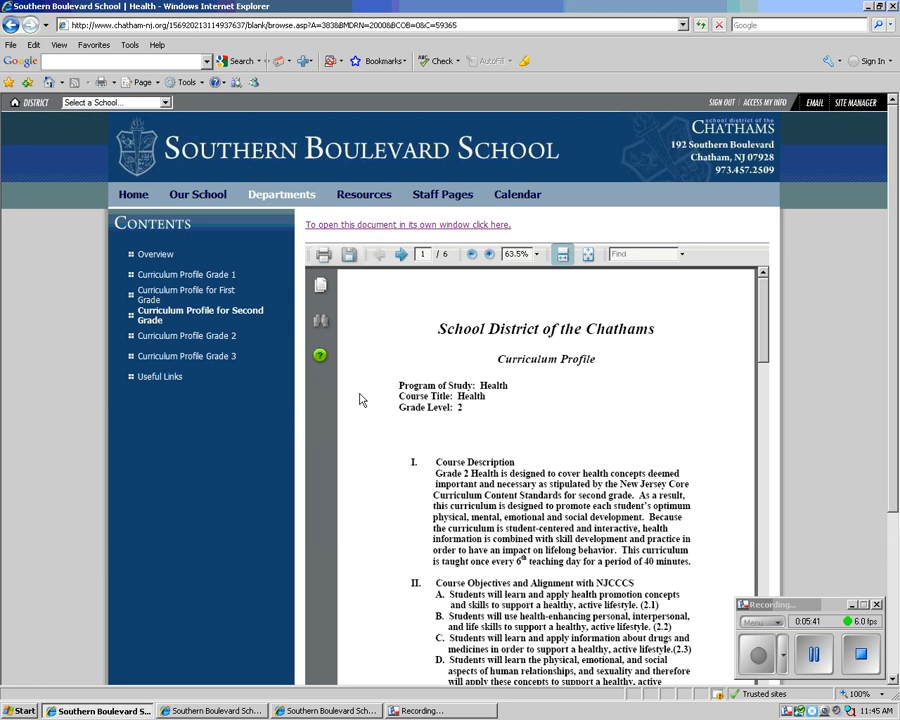 Southern Boulevard School | Health - Windows Internet Explorer
http://www.chatham-nj.org/156920213114937637/blank/browse.asp?A=383&BMDRN=2000&BCOB=0&C=59365
Google
File Edit View Favorites Tools Help
Google Search Bookmarks Check AutoFill Sign In
Page Tools
DISTRICT Select a School... SIGN OUT | ACCESS MY INFO EMAIL SITE MANAGER
SOUTHERN BOULEVARD SCHOOL
school district of the
CHATHAMS
192 Southern Boulevard
Chatham, NJ 07928
973.457.2509
Home Our School Departments Resources Staff Pages Calendar
CONTENTS
Overview
Curriculum Profile Grade 1
Curriculum Profile for First
Grade
Curriculum Profile for Second
Grade
Curriculum Profile Grade 2
Curriculum Profile Grade 3
Useful Links
To open this document in its own window click here.
1 / 6 63.5% Find
School District of the Chathams
Curriculum Profile
Program of Study: Health
Course Title: Health
Grade Level: 2
I. Course Description
Grade 2 Health is designed to cover health concepts deemed
important and necessary as stipulated by the New Jersey Core
Curriculum Content Standards for second grade. As a result,
this curriculum is designed to promote each student's optimum
physical, mental, emotional and social development. Because
the curriculum is student-centered and interactive, health
information is combined with skill development and practice in
order to have an impact on lifelong behavior. This curriculum
is taught once every 6th teaching day for a period of 40 minutes.
II. Course Objectives and Alignment with NJCCCS
A. Students will learn and apply health promotion concepts
and skills to support a healthy, active lifestyle. (2.1)
B. Students will use health-enhancing personal, interpersonal,
and life skills to support a healthy, active lifestyle. (2.2)
C. Students will learn and apply information about drugs and
medicines in order to support a healthy, active lifestyle.(2.3)
D. Students will learn the physical, emotional, and social
aspects of human relationships, and sexuality and therefore
will apply these concepts to support a healthy, active
Recording...
Menu 0:05:41 6.0 fps
Trusted sites 100%
Start Southern Boulevard S... Southern Boulevard Sch... Southern Boulevard Sch... Recording... 11:45 AM